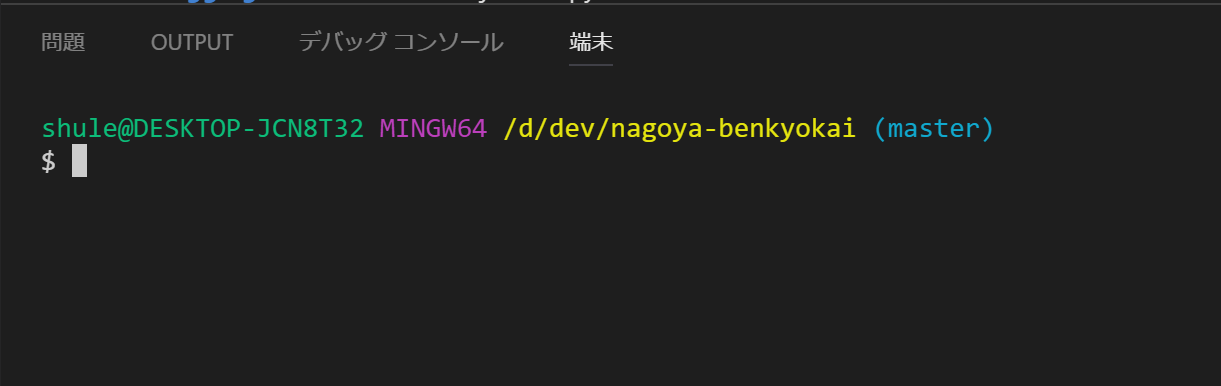 問題 OUTPUT デバッグ コンソール 端末
shule@DESKTOP-JCN8T32 MINGW64 /d/dev/nagoya-benkyokai (master)
$